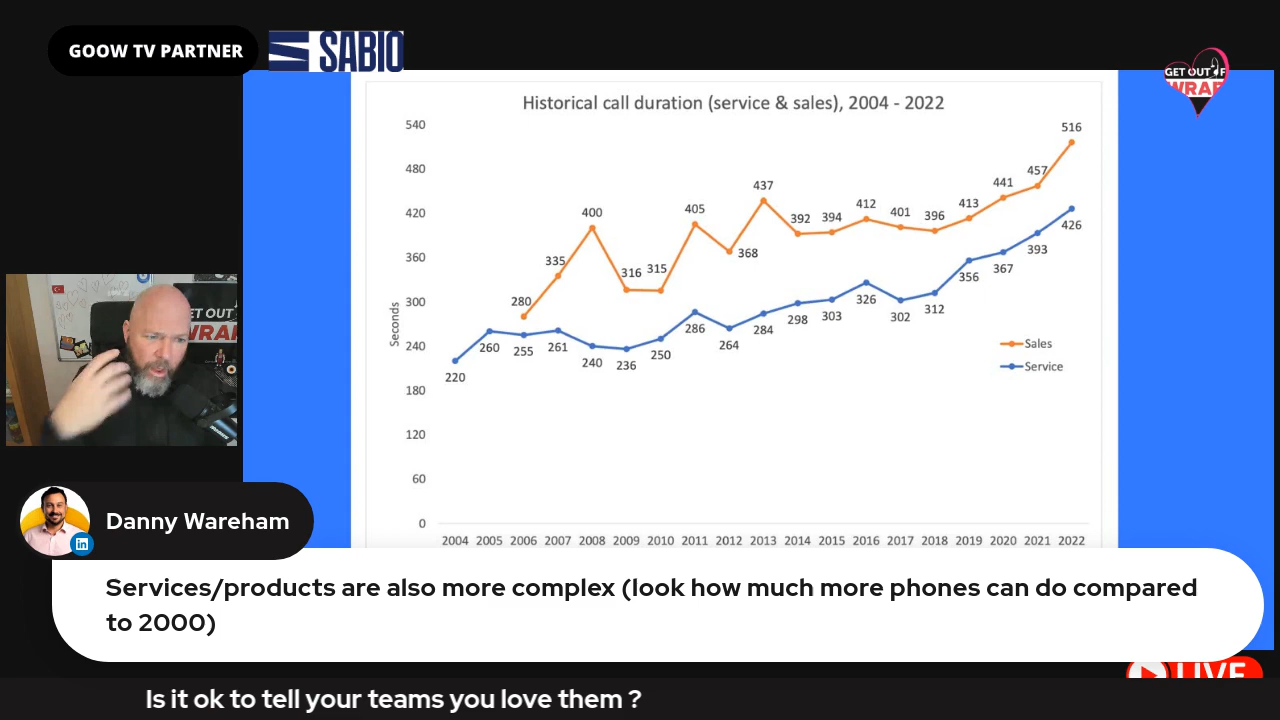 GOOW TV PARTNER
SABIO
GET OUT OF
WRAP
Historical call duration (service & sales), 2004 - 2022
540
480
420
360
300
240
180
120
60
0
Seconds
280
335
400
316
315
405
368
437
392
394
412
401
396
413
441
457
516
220
260
255
261
240
236
250
286
264
284
298
303
326
302
312
356
367
393
426
Sales
Service
2004 2005 2006 2007 2008 2009 2010 2011 2012 2013 2014 2015 2016 2017 2018 2019 2020 2021 2022
ET OUT
WRA
Danny Wareham
in
Services/products are also more complex (look how much more phones can do compared
to 2000)
LIVE
Is it ok to tell your teams you love them ?